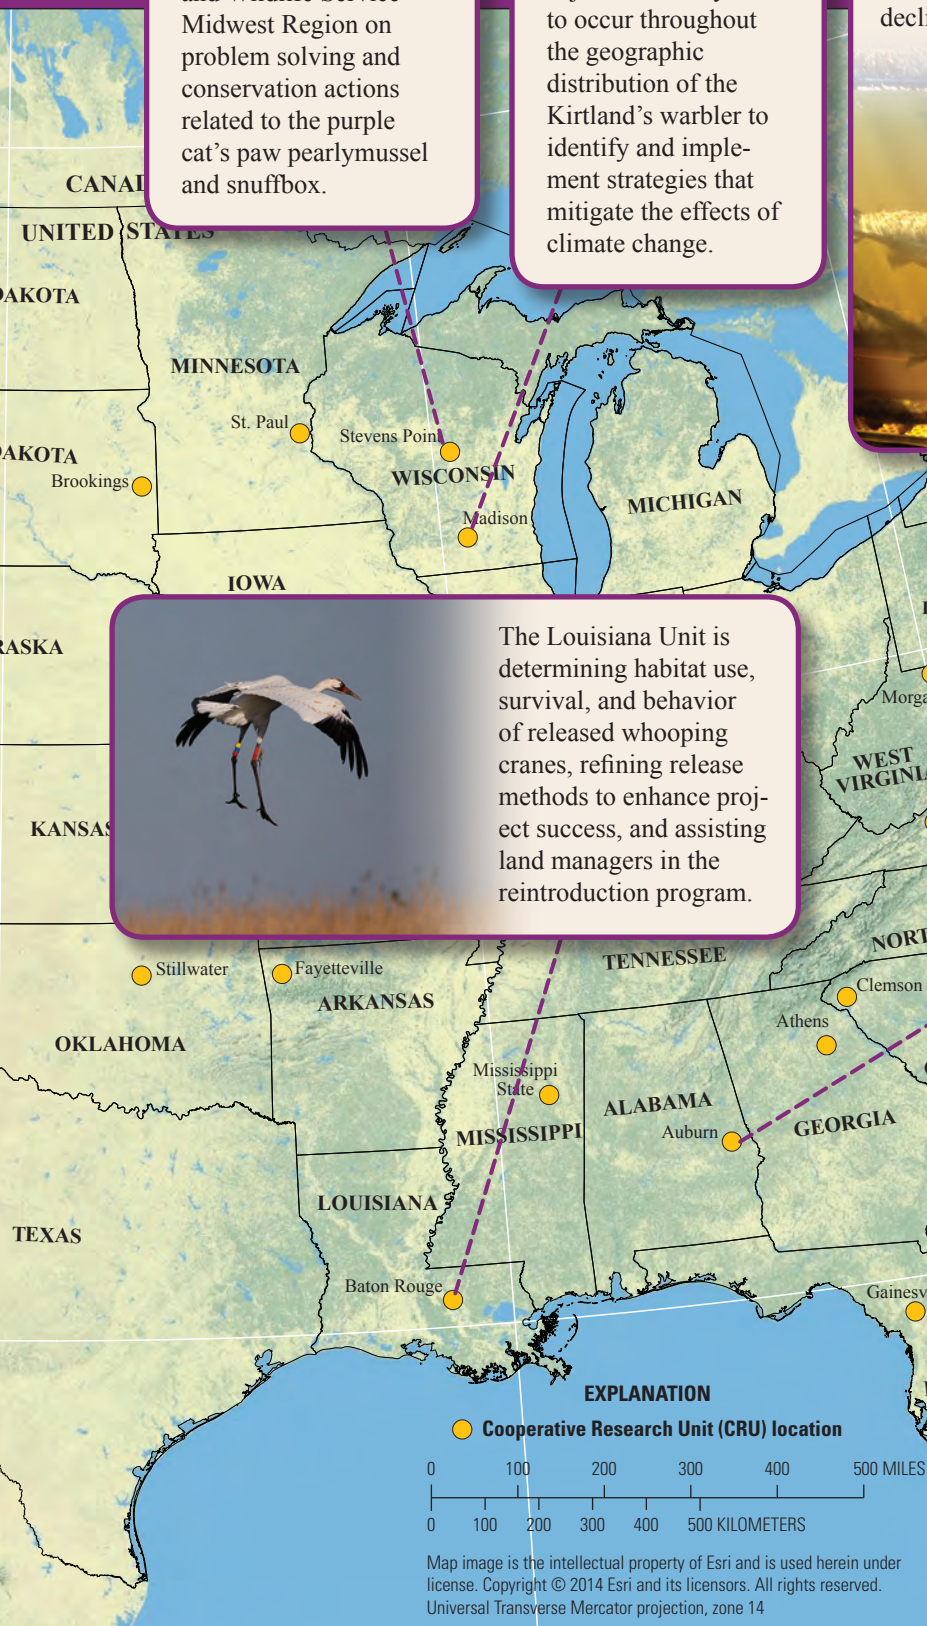 Midwest Region on
problem solving and
conservation actions
related to the purple
cat's paw pearlymussel
and snuffbox.
to occur throughout
the geographic
distribution of the
Kirtland's warbler to
identify and imple-
ment strategies that
mitigate the effects of
climate change.
UNITED STATES
MINNESOTA
St. Paul
Stevens Point
Brookings
WISCONSIN
MICHIGAN
Madison
IOWA
The Louisiana Unit is
determining habitat use,
survival, and behavior
of released whooping
cranes, refining release
methods to enhance proj-
ect success, and assisting
land managers in the
reintroduction program.
WEST
VIRGINIA
KANSAS
TENNESSEE
Stillwater
Fayetteville
ARKANSAS
Clemson
Athens
OKLAHOMA
Mississippi
State
ALABAMA
Auburn
GEORGIA
MISSISSIPPI
LOUISIANA
TEXAS
Baton Rouge
EXPLANATION
Cooperative Research Unit (CRU) location
0 100 200 300 400 500 MILES
0 100 200 300 400 500 KILOMETERS
Map image is the intellectual property of Esri and is used herein under
license. Copyright © 2014 Esri and its licensors. All rights reserved.
Universal Transverse Mercator projection, zone 14